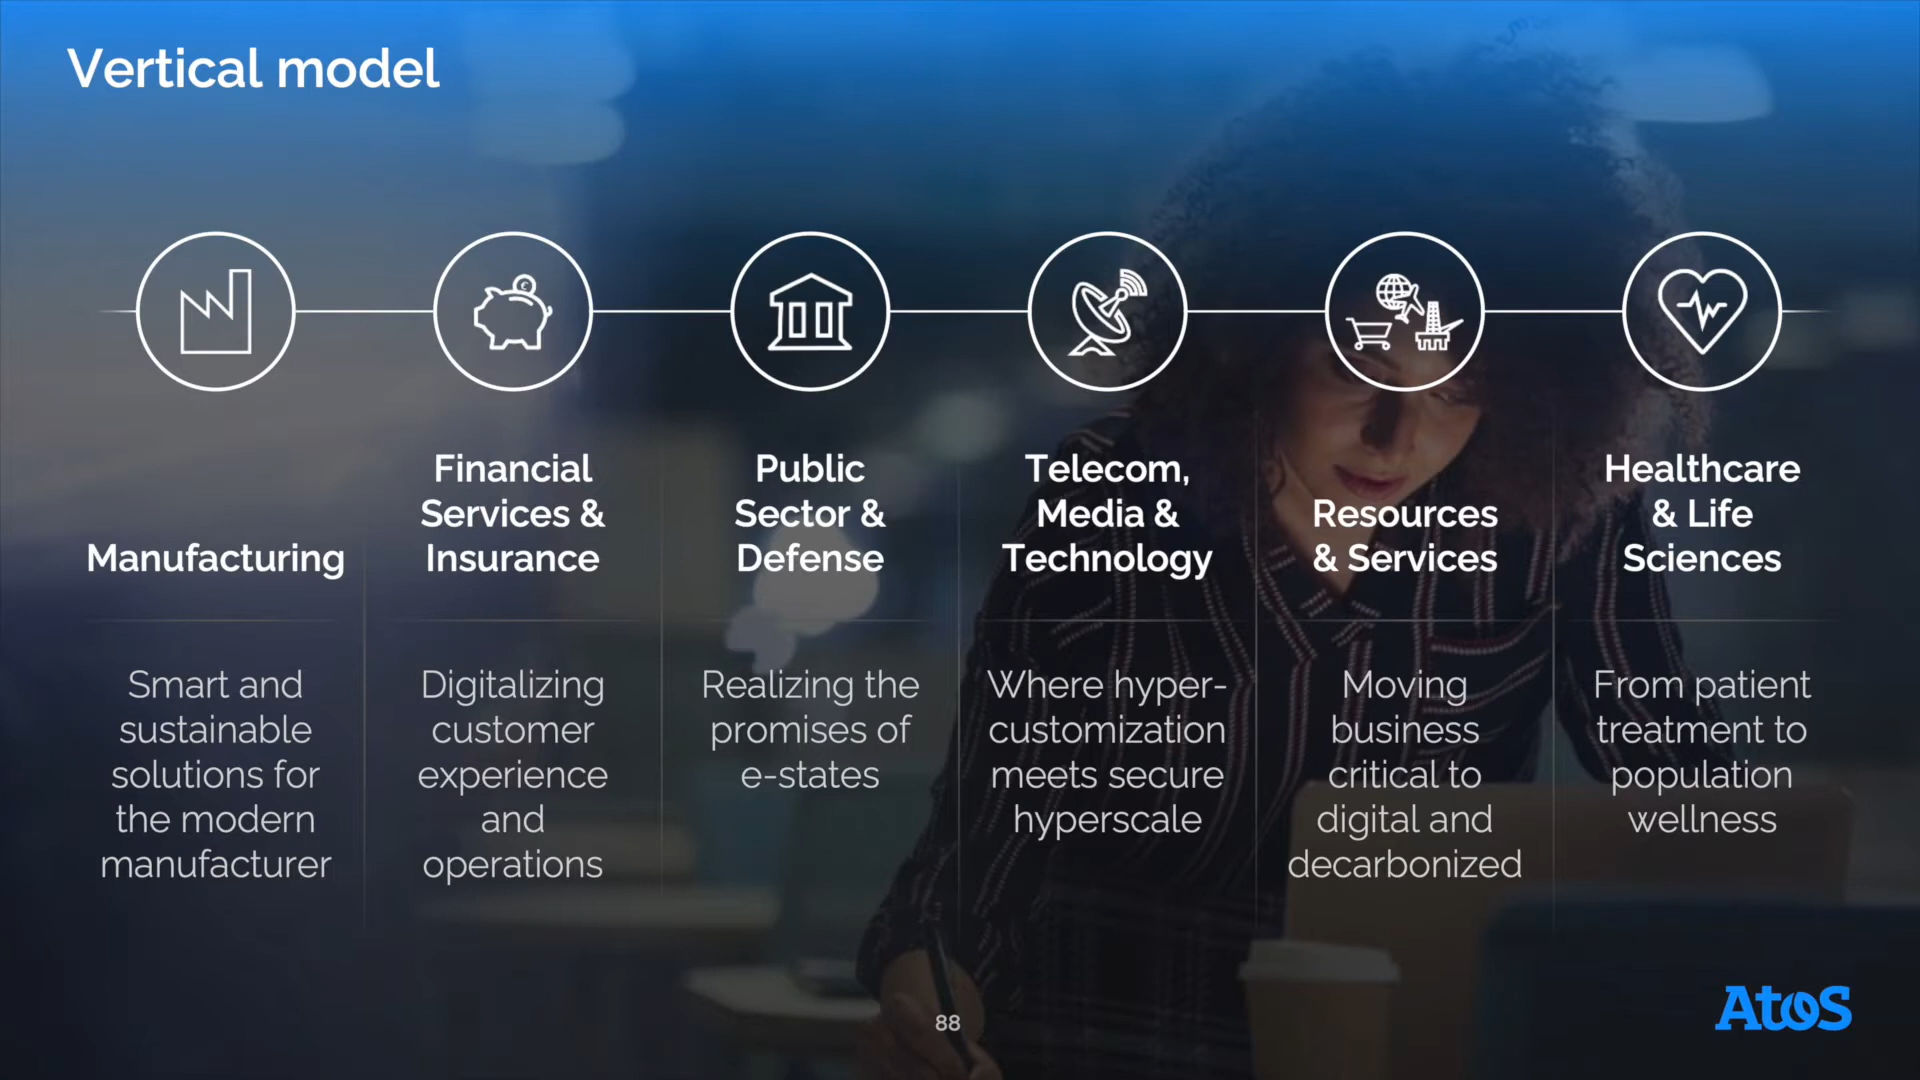 Vertical model
Manufacturing
Smart and
sustainable
solutions for
the modern
manufacturer
Financial
Services &
Insurance
Digitalizing
customer
experience
and
operations
Public
Sector &
Defense
Realizing the
promises of
e-states
Telecom,
Media &
Technology
Where hyper-
customization
meets secure
hyperscale
Resources
& Services
Moving
business
critical to
digital and
decarbonized
Healthcare
& Life
Sciences
From patient
treatment to
population
wellness
88
Atos